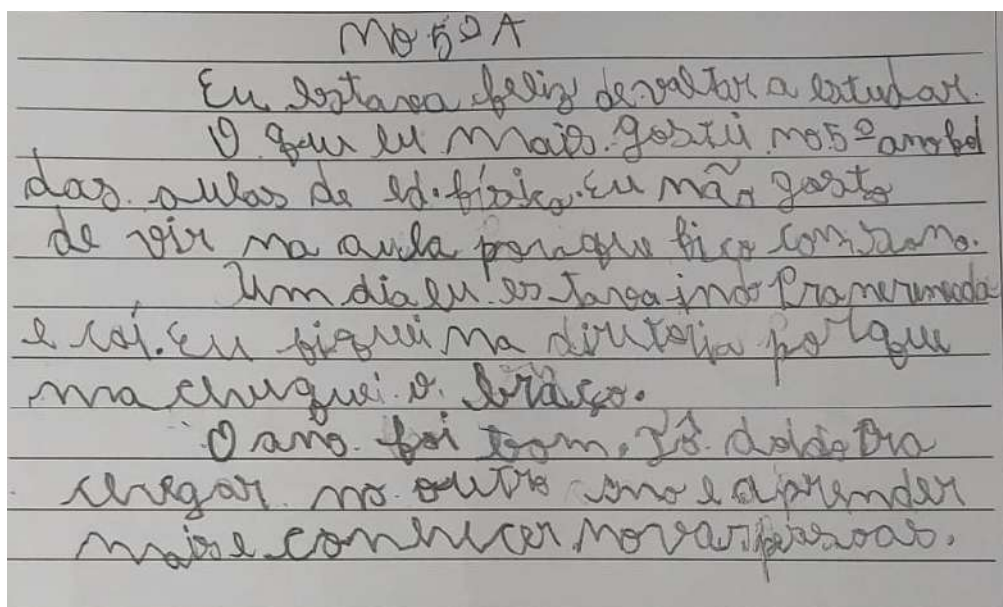 no 5º A
Eu estava feliz de valtar a estudar.
O que eu mais gosti no 5º ano foi
das aulas de ed. física. Eu não gosto
de vir na aula porque fico com sono.
Um dia eu estava indo Pra merenda
e caí. Eu fiquei na diretoria porque
machuquei o braço.
O ano foi bom. Tô doido Pra
chegar no outro ano e aprender
mais e conhecer novas pessoas.